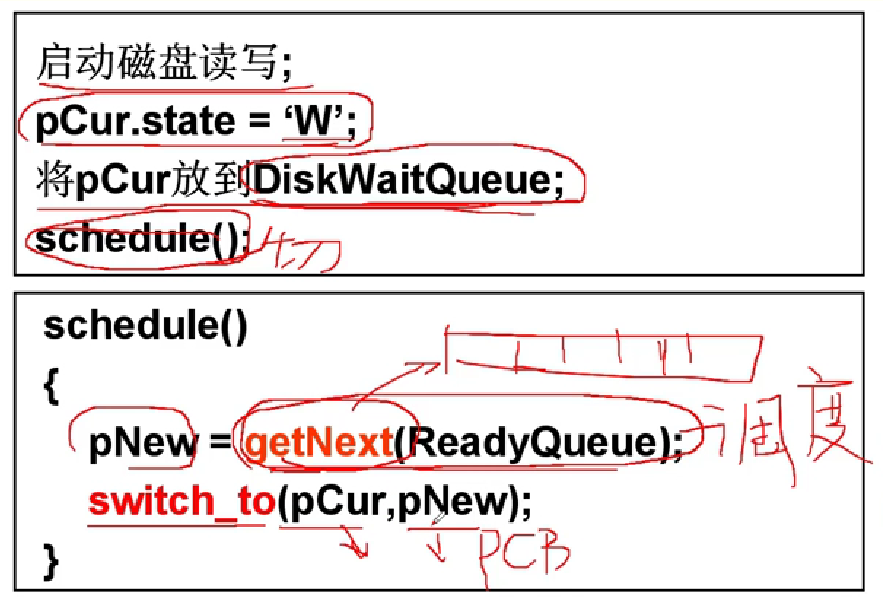 启动磁盘读写;
pCur.state = ‘W’;
将pCur放到DiskWaitQueue;
schedule(); 切
schedule()
{
pNew = getNext(ReadyQueue); 调度
switch_to(pCur,pNew);
PCB
}